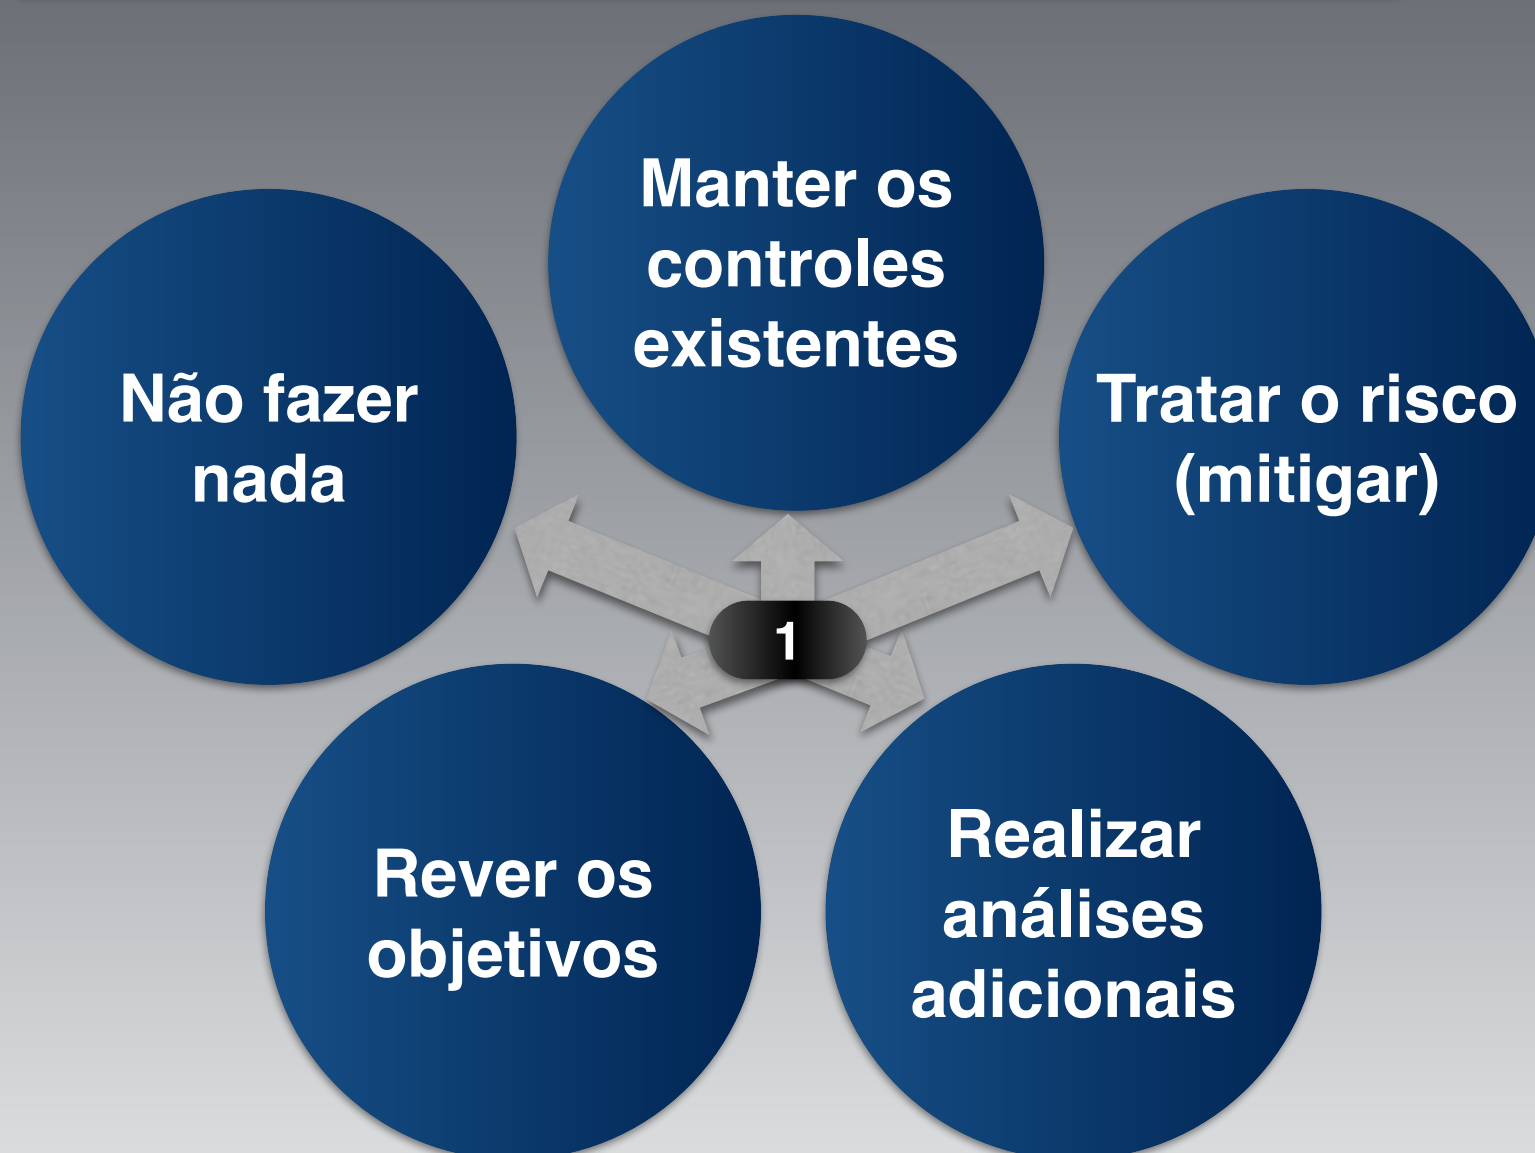 Manter os
controles
existentes
Não fazer
nada
Tratar o risco
(mitigar)
1
Rever os
objetivos
Realizar
análises
adicionais